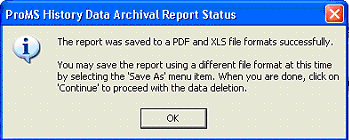 ProMS History Data Archival Report Status
The report was saved to a PDF and XLS file formats successfully.
You may save the report using a different file format at this time
by selecting the 'Save As' menu item. When you are done, click on
'Continue' to proceed with the data deletion.
OK